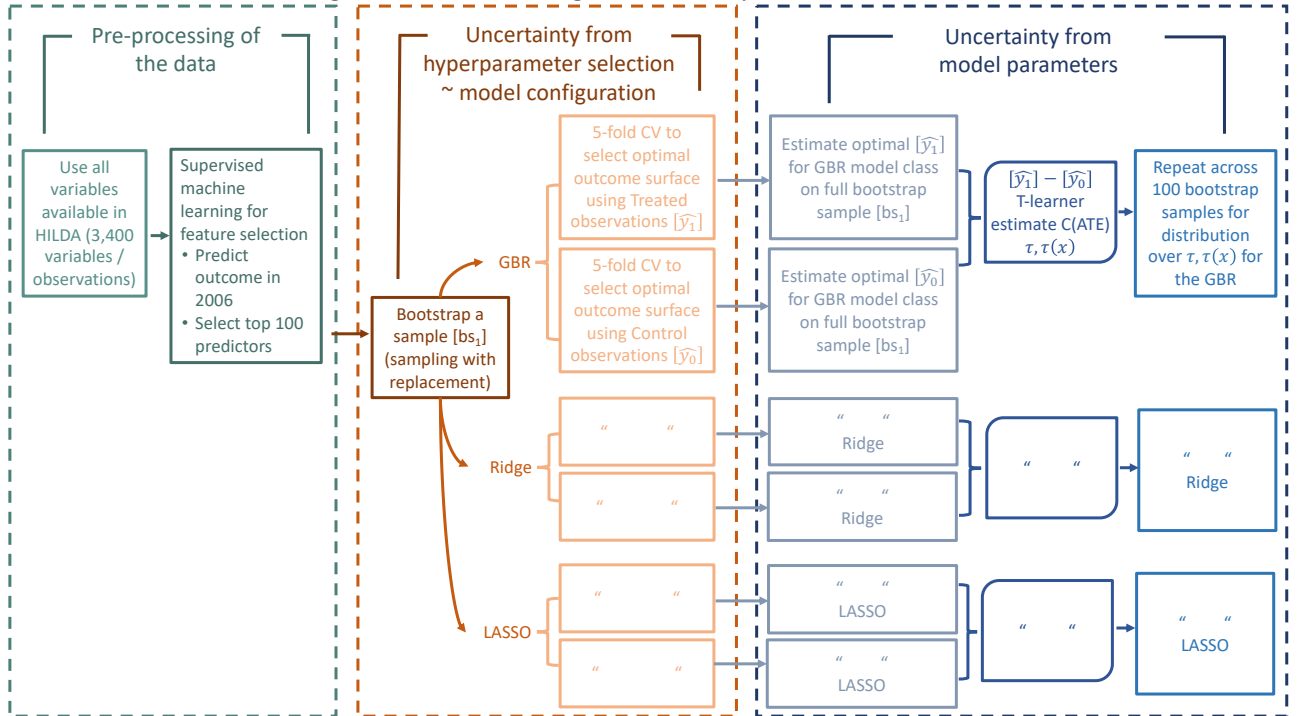 Pre-processing of
the data
Use all
variables
available in
HILDA (3,400
variables /
observations)
Supervised
machine
learning for
feature selection
• Predict
outcome in
2006
• Select top 100
predictors
Uncertainty from
hyperparameter selection
~ model configuration
Bootstrap a
sample [bs₁]
(sampling with
replacement)
GBR
5-fold CV to
select optimal
outcome surface
using Treated
observations [ŷ₁]
5-fold CV to
select optimal
outcome surface
using Control
observations [ŷ₀]
Ridge
“ “
“ “
LASSO
“ “
“ “
Uncertainty from
model parameters
Estimate optimal [ŷ₁]
for GBR model class
on full bootstrap
sample [bs₁]
Estimate optimal [ŷ₀]
for GBR model class
on full bootstrap
sample [bs₁]
[ŷ₁] − [ŷ₀]
T-learner
estimate C(ATE)
τ, τ(x)
Repeat across
100 bootstrap
samples for
distribution
over τ, τ(x) for
the GBR
“ “
Ridge
“ “
Ridge
“ “
“ “
Ridge
“ “
LASSO
“ “
LASSO
“ “
“ “
LASSO